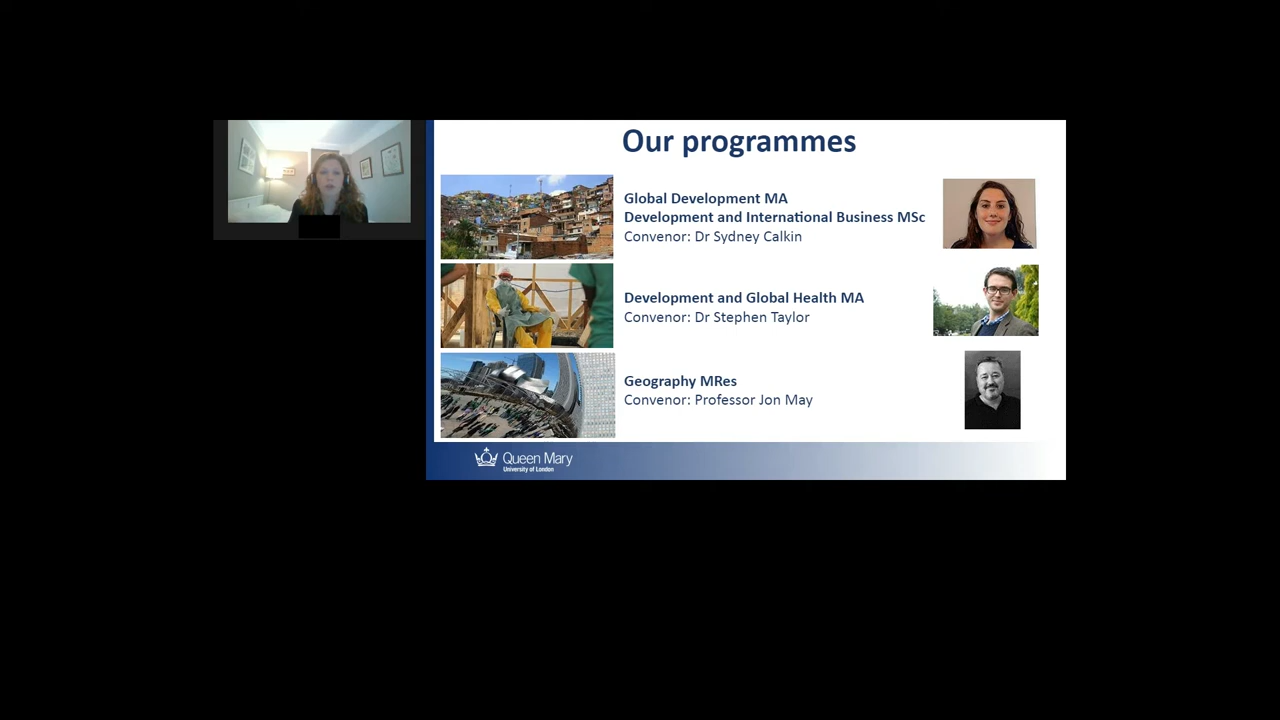 Our programmes
Global Development MA
Development and International Business MSc
Convenor: Dr Sydney Calkin
Development and Global Health MA
Convenor: Dr Stephen Taylor
Geography MRes
Convenor: Professor Jon May
Queen Mary
University of London